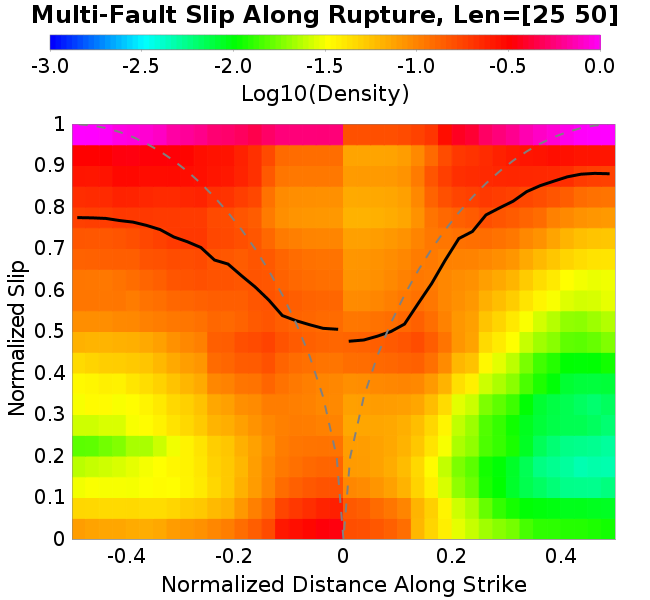 Multi-Fault Slip Along Rupture, Len=[25 50]
-3.0 -2.5 -2.0 -1.5 -1.0 -0.5 0.0
Log10(Density)
1
0.9
0.8
0.7
0.6
0.5
0.4
0.3
0.2
0.1
0
Normalized Slip
-0.4 -0.2 0 0.2 0.4
Normalized Distance Along Strike